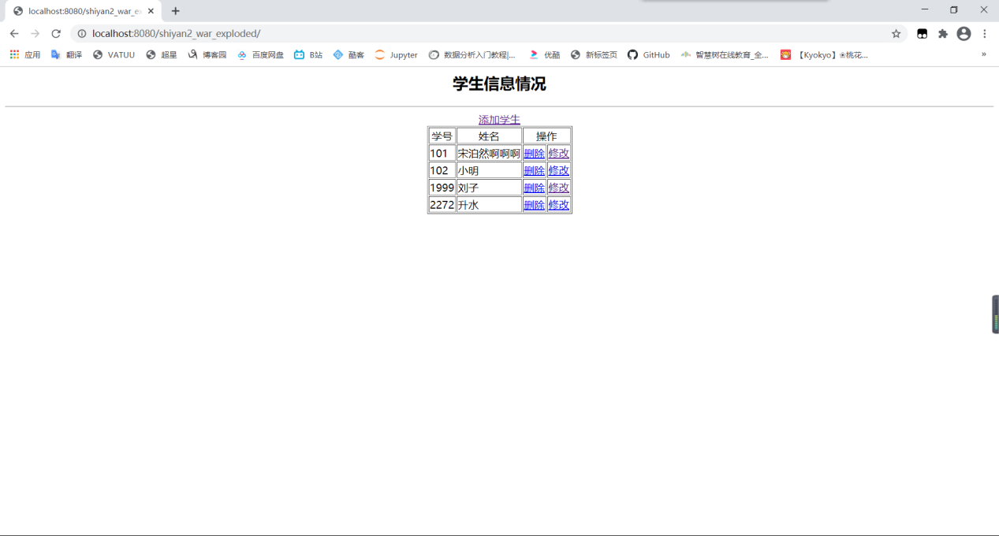 localhost:8080/shiyan2_war_ex
localhost:8080/shiyan2_war_exploded/
应用 翻译 VATUU 超星 博客园 百度网盘 B站 酷客 Jupyter 数据分析入门教程|... 优酷 新标签页 GitHub 智慧树在线教育_全... 【Kyokyo】❀桃花... »
学生信息情况
添加学生
学号 姓名 操作
101 宋泊然啊啊啊 删除 修改
102 小明 删除 修改
1999 刘子 删除 修改
2272 升水 删除 修改